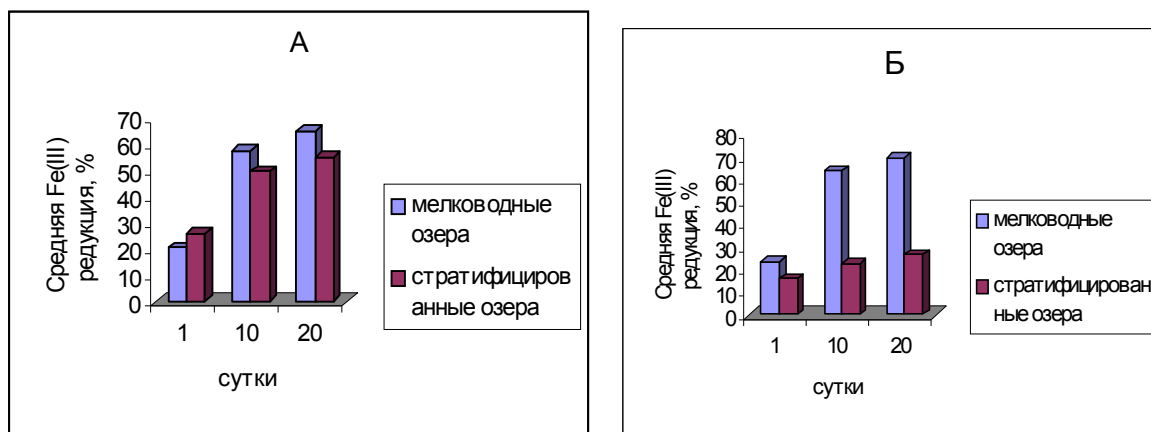 А
Средняя Fe(III)
редукция, %
70
60
50
40
30
20
10
0
1 10 20
сутки
мелководные
озера
стратифициров
анные озера
Б
Средняя Fe(III)
редукция, %
80
70
60
50
40
30
20
10
0
1 10 20
сутки
мелководные
озера
стратифицирован
ные озера